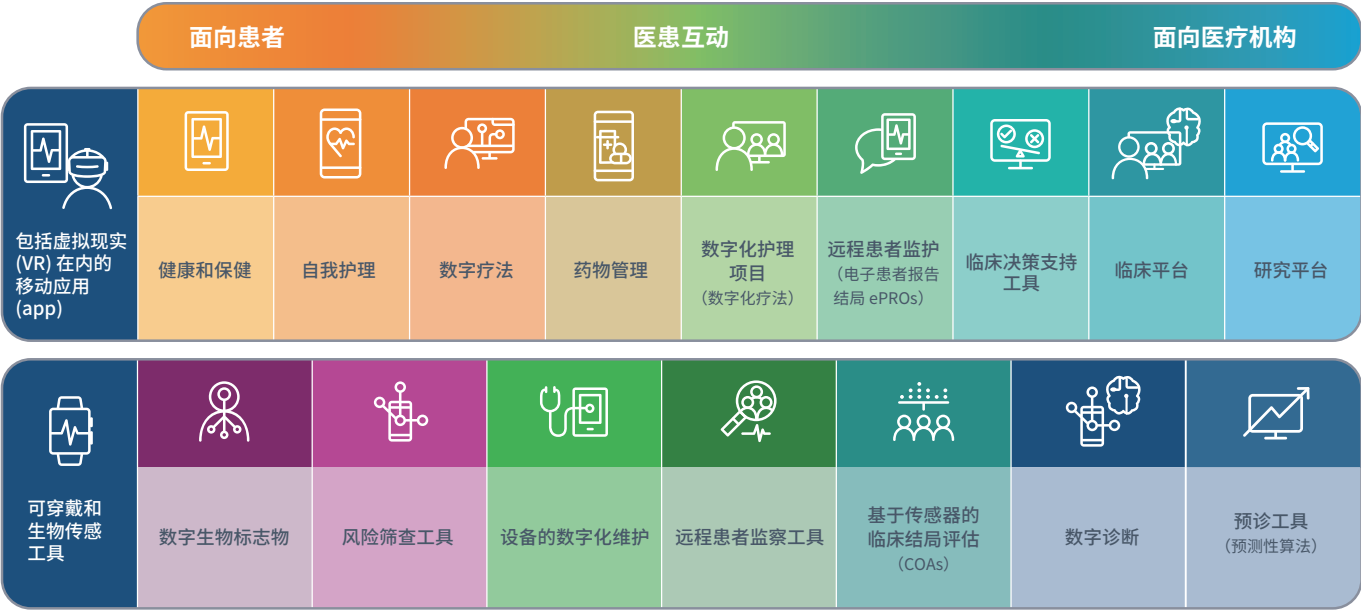 面向患者
医患互动
面向医疗机构
包括虚拟现实
(VR) 在内的
移动应用
(app)
健康和保健
自我护理
数字疗法
药物管理
数字化护理
项目
（数字化疗法）
远程患者监护
（电子患者报告
结局 ePROs）
临床决策支持
工具
临床平台
研究平台
可穿戴和
生物传感
工具
数字生物标志物
风险筛查工具
设备的数字化维护
远程患者监察工具
基于传感器的
临床结局评估
（COAs）
数字诊断
预诊工具
（预测性算法）